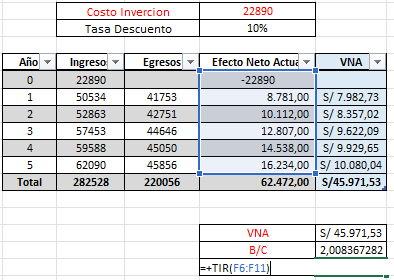 Costo Invercion 22890
Tasa Descuento 10%
Año Ingreso Egresos Efecto Neto Actua VNA
0 22890 -22890
1 50534 41753 8.781,00 S/ 7.982,73
2 52863 42751 10.112,00 S/ 8.357,02
3 57453 44646 12.807,00 S/ 9.622,09
4 59588 45050 14.538,00 S/ 9.929,65
5 62090 45856 16.234,00 S/ 10.080,04
Total 282528 220056 62.472,00 S/45.971,53
VNA S/ 45.971,53
B/C 2,008367282
=+TIR(F6:F11)